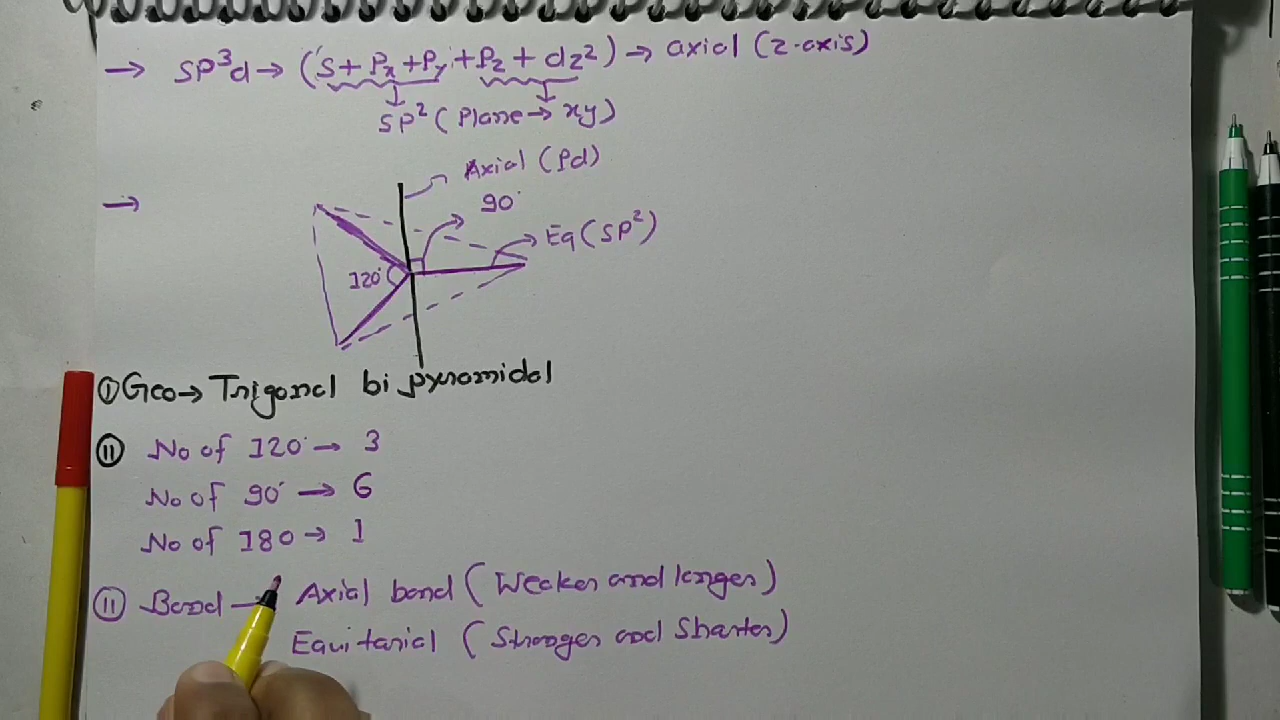 → SP³d → (S + Px + Py + Pz + dz²) → axial (z-axis)
SP² (Plane → xy)
→
Axial (Pd)
90°
Eq (SP²)
120°
① Geo → Trigonal bi pyramidal
⑪ No of 120° → 3
No of 90° → 6
No of 180 → 1
⑪ Bond → Axial bond (Weaker and longer)
Equitorial (Stronger and Shorter)